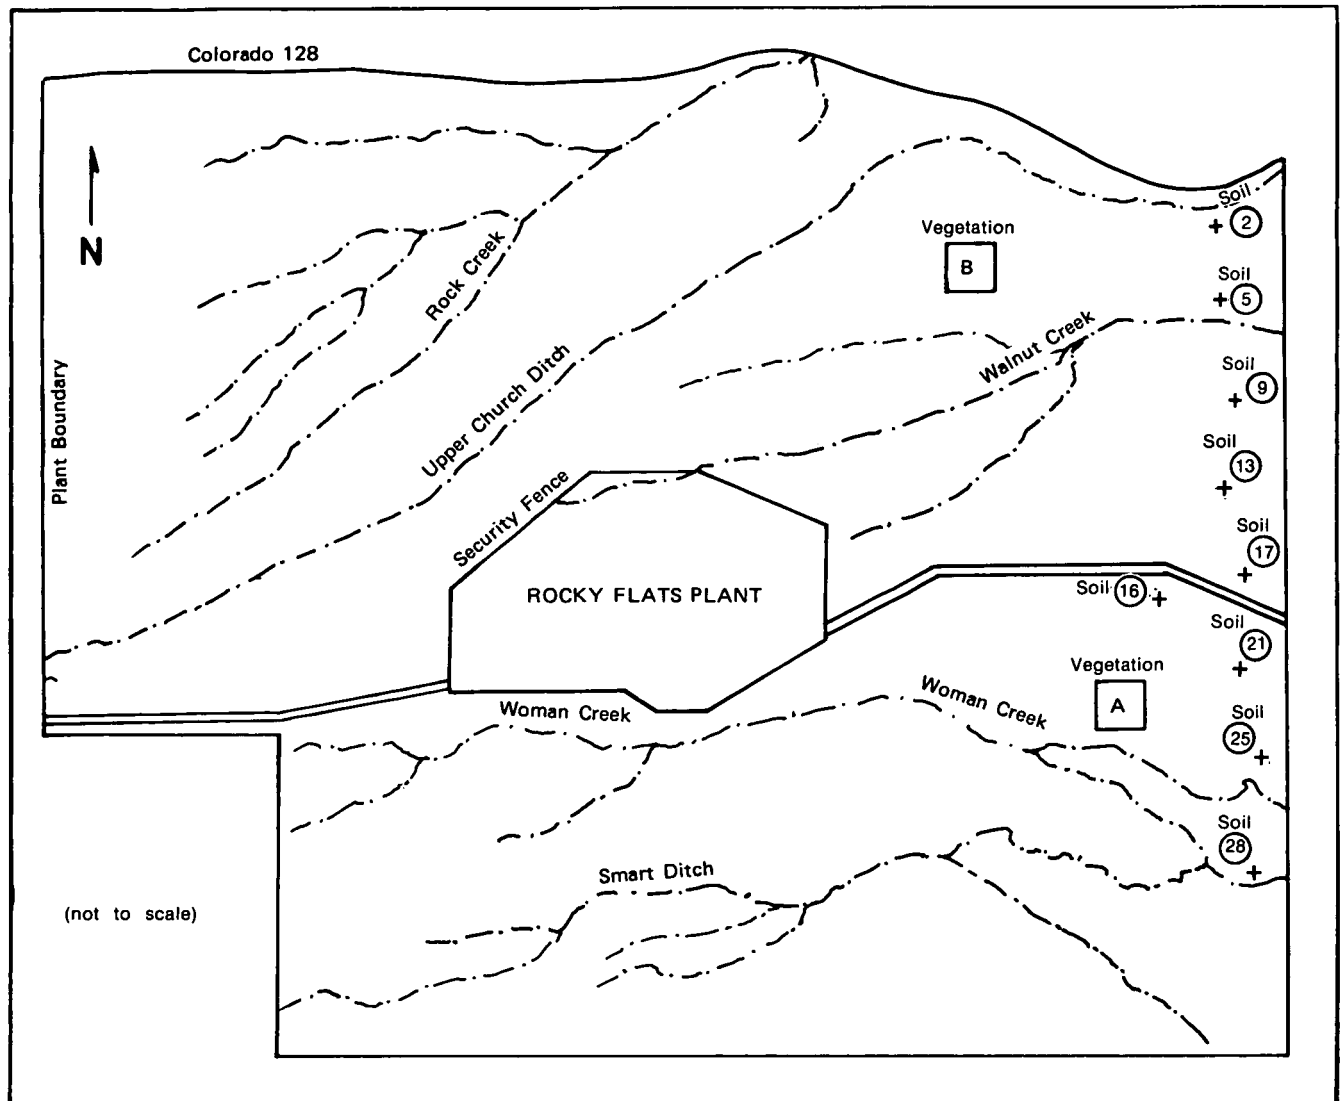 Colorado 128
N
Plant Boundary
Rock Creek
Upper Church Ditch
Security Fence
ROCKY FLATS PLANT
Vegetation
B
Walnut Creek
Soil
2
Soil
5
Soil
9
Soil
13
Soil
17
Soil 16
Soil
21
Vegetation
A
Soil
25
Soil
28
Woman Creek
Woman Creek
Smart Ditch
(not to scale)